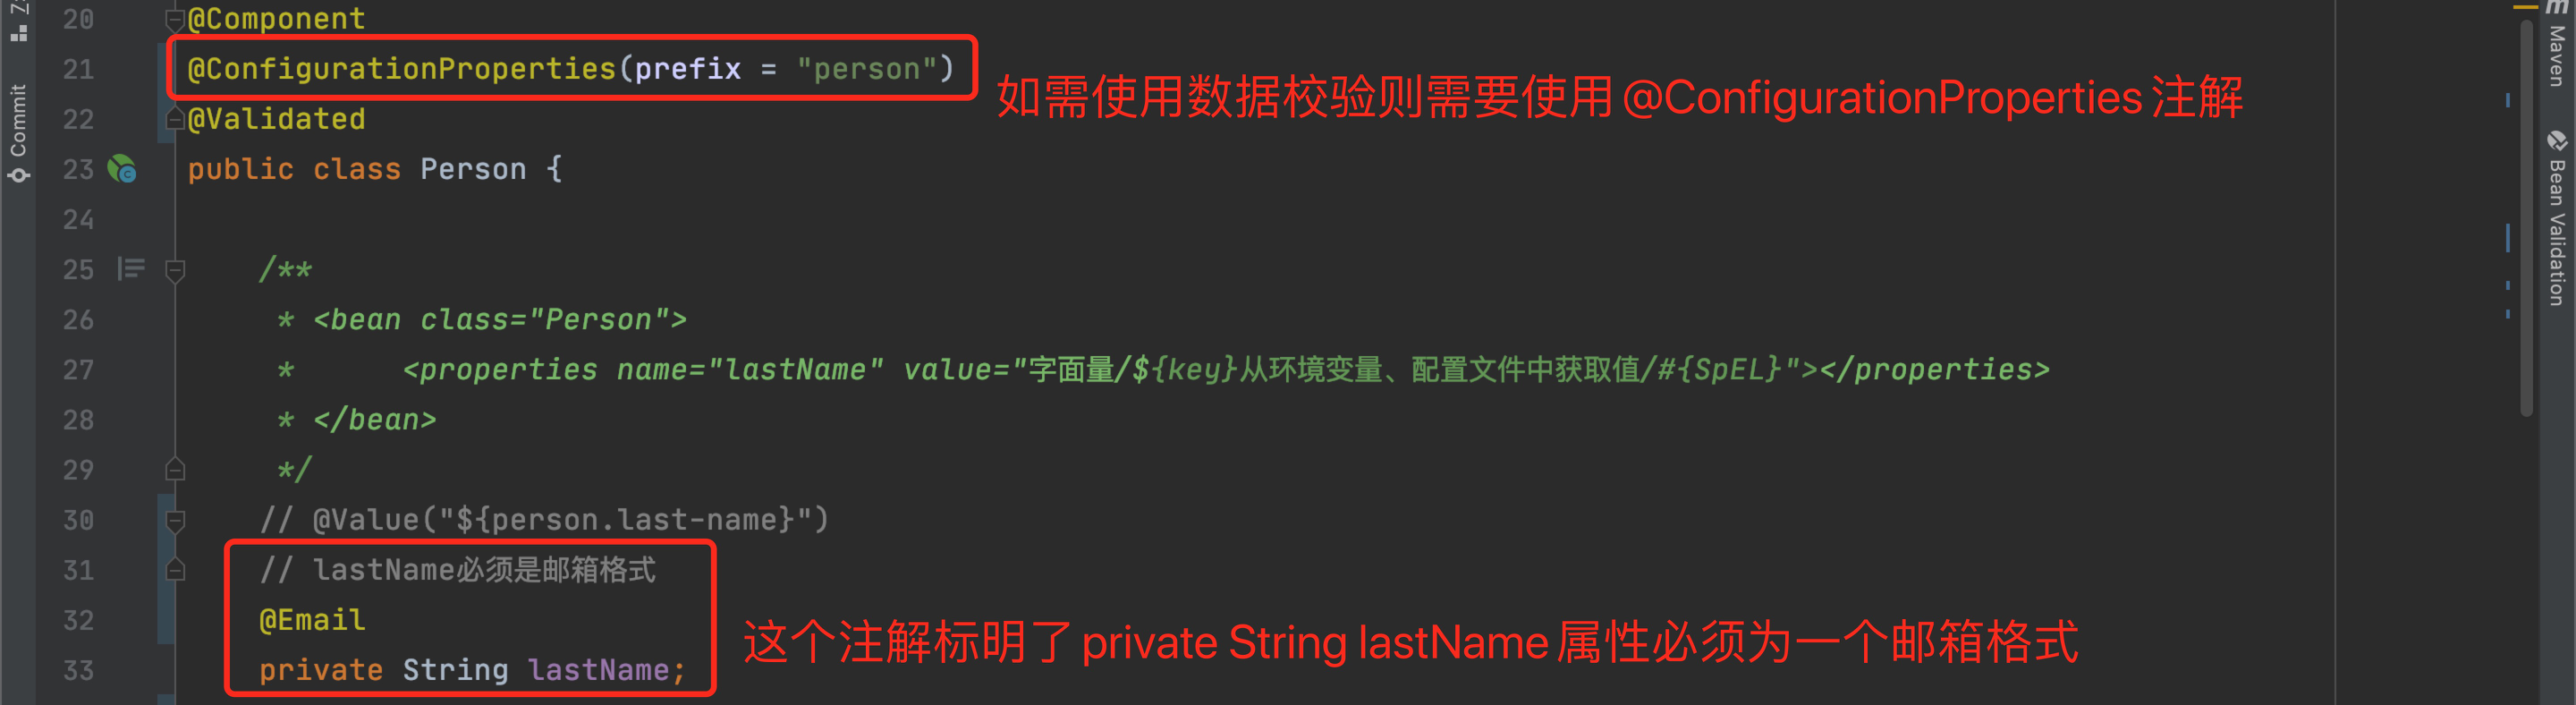 20 @Component
21 @ConfigurationProperties(prefix = "person")
如需使用数据校验则需要使用 @ConfigurationProperties 注解
22 @Validated
23 public class Person {
24
25 /**
26 * <bean class="Person">
27 * <properties name="lastName" value="字面量/${key}从环境变量、配置文件中获取值/#{SpEL}"></properties>
28 * </bean>
29 */
30 // @Value("${person.last-name}")
31 // lastName必须是邮箱格式
32 @Email
这个注解标明了 private String lastName 属性必须为一个邮箱格式
33 private String lastName;
Commit
Maven
Bean Validation